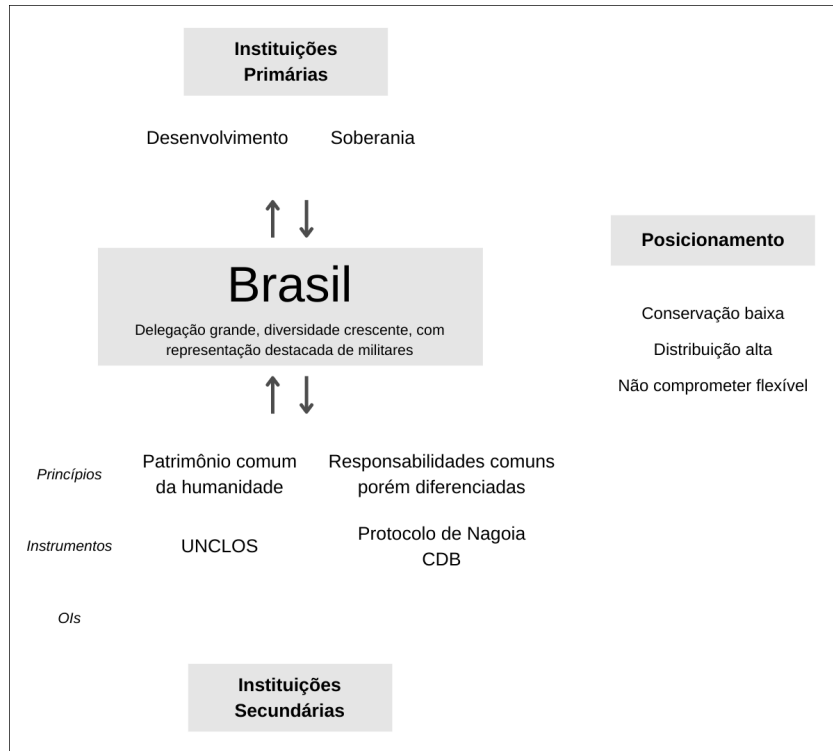 Instituições
Primárias
Desenvolvimento Soberania
Brasil
Delegação grande, diversidade crescente, com
representação destacada de militares
Posicionamento
Conservação baixa
Distribuição alta
Não comprometer flexível
Princípios
Patrimônio comum
da humanidade
Responsabilidades comuns
porém diferenciadas
Instrumentos
UNCLOS
Protocolo de Nagoia
CDB
OIs
Instituições
Secundárias